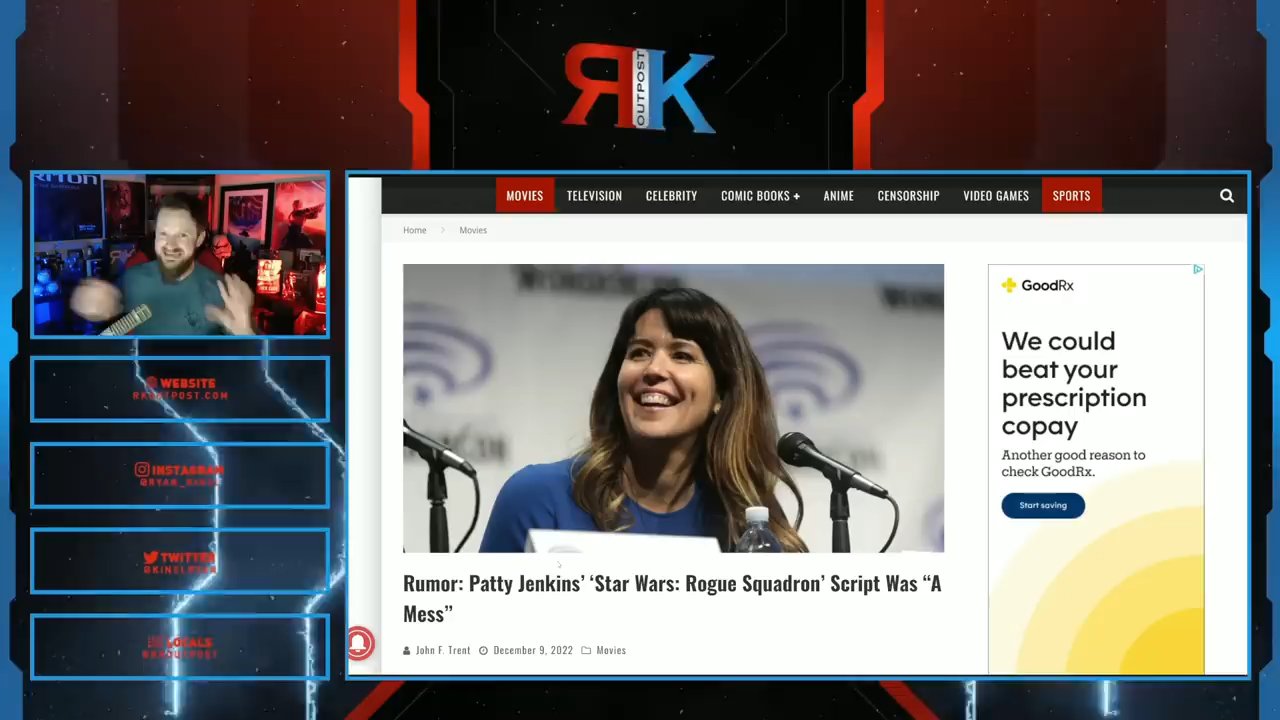 RK
OUTPOST
WEBSITE
INSTAGRAM
TWITTER
LOCALS
MOVIES
TELEVISION
CELEBRITY
COMIC BOOKS +
ANIME
CENSORSHIP
VIDEO GAMES
SPORTS
Home
Movies
Rumor: Patty Jenkins’ ‘Star Wars: Rogue Squadron’ Script Was “A
Mess”
John F. Trent
December 9, 2022
Movies
GoodRx
We could
beat your
prescription
copay
Another good reason to
check GoodRx.
Start saving